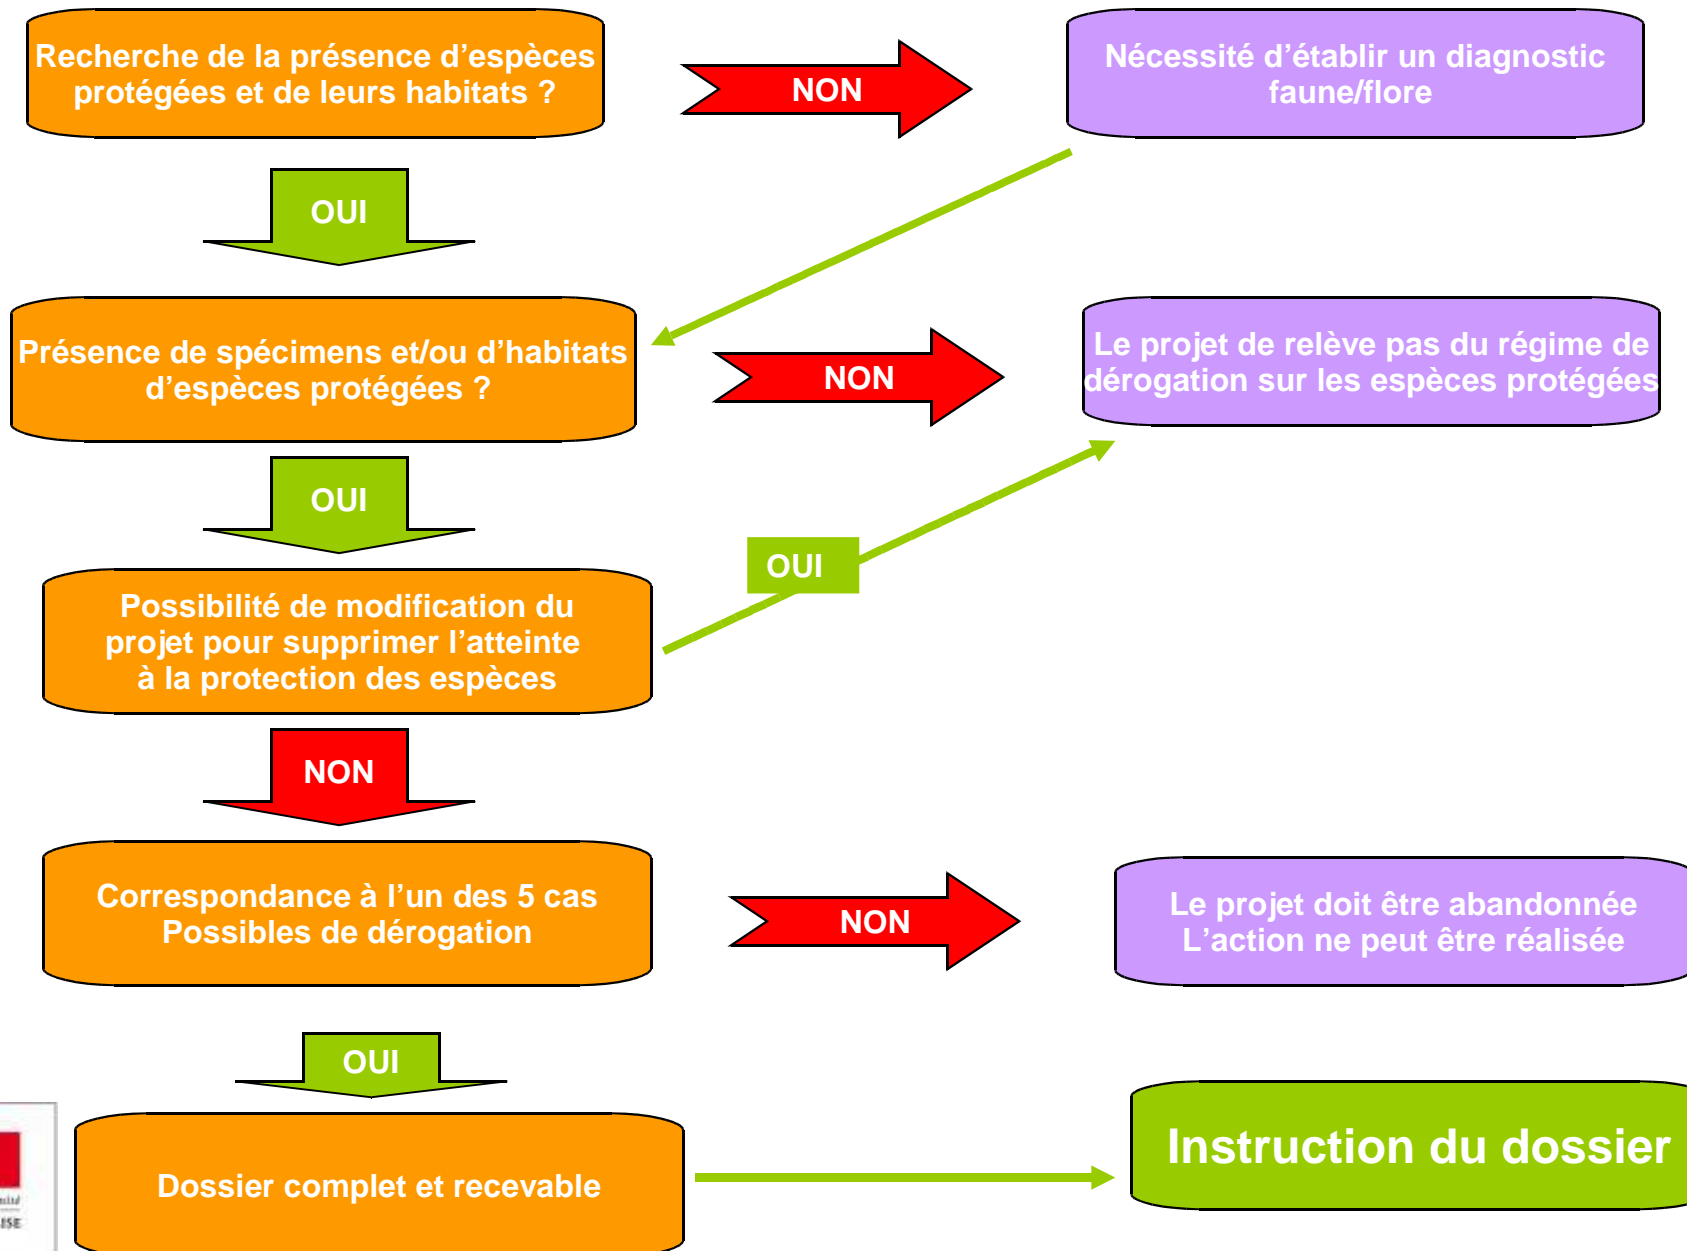 Recherche de la présence d’espèces
protégées et de leurs habitats ?
NON
Nécessité d’établir un diagnostic
faune/flore
OUI
Présence de spécimens et/ou d’habitats
d’espèces protégées ?
NON
Le projet de relève pas du régime de
dérogation sur les espèces protégées
OUI
OUI
Possibilité de modification du
projet pour supprimer l’atteinte
à la protection des espèces
NON
Correspondance à l’un des 5 cas
Possibles de dérogation
NON
Le projet doit être abandonnée
L’action ne peut être réalisée
OUI
Dossier complet et recevable
Instruction du dossier